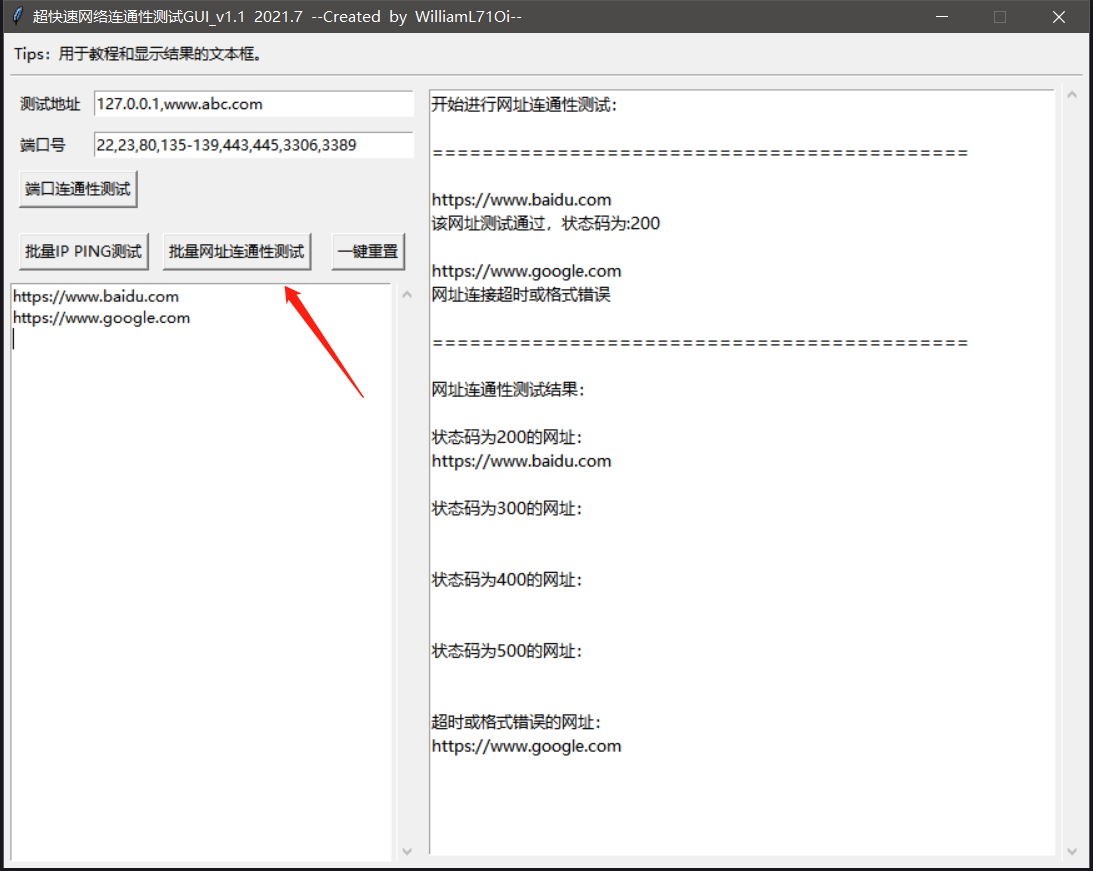 超快速网络连通性测试GUI_v1.1 2021.7 --Created by WilliamL71Oi--
Tips：用于教程和显示结果的文本框。
测试地址 127.0.0.1,www.abc.com
端口号 22,23,80,135-139,443,445,3306,3389
端口连通性测试
批量IP PING测试 批量网址连通性测试 一键重置
https://www.baidu.com
https://www.google.com
开始进行网址连通性测试：
===========================================
https://www.baidu.com
该网址测试通过，状态码为:200
https://www.google.com
网址连接超时或格式错误
===========================================
网址连通性测试结果：
状态码为200的网址：
https://www.baidu.com
状态码为300的网址：
状态码为400的网址：
状态码为500的网址：
超时或格式错误的网址：
https://www.google.com